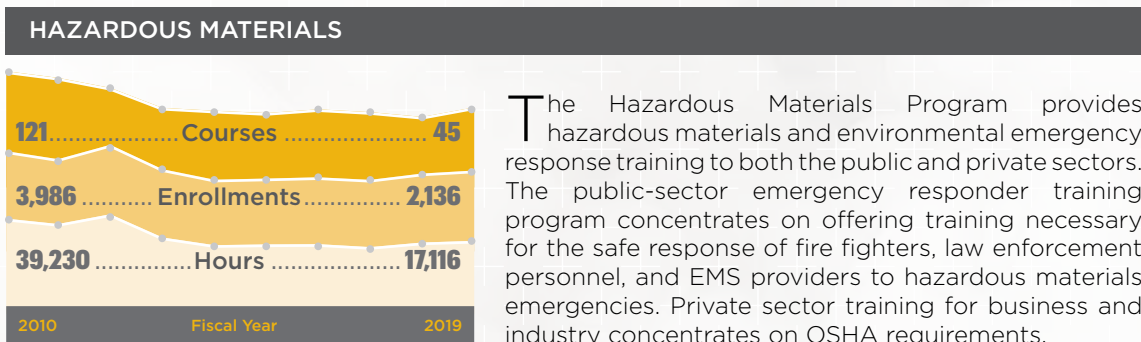 HAZARDOUS MATERIALS
121...................Courses.....................45
3,986..........Enrollments..............2,136
39,230..............Hours...................17,116
2010 Fiscal Year 2019
The Hazardous Materials Program provides
hazardous materials and environmental emergency
response training to both the public and private sectors.
The public-sector emergency responder training
program concentrates on offering training necessary
for the safe response of fire fighters, law enforcement
personnel, and EMS providers to hazardous materials
emergencies. Private sector training for business and
industry concentrates on OSHA requirements.